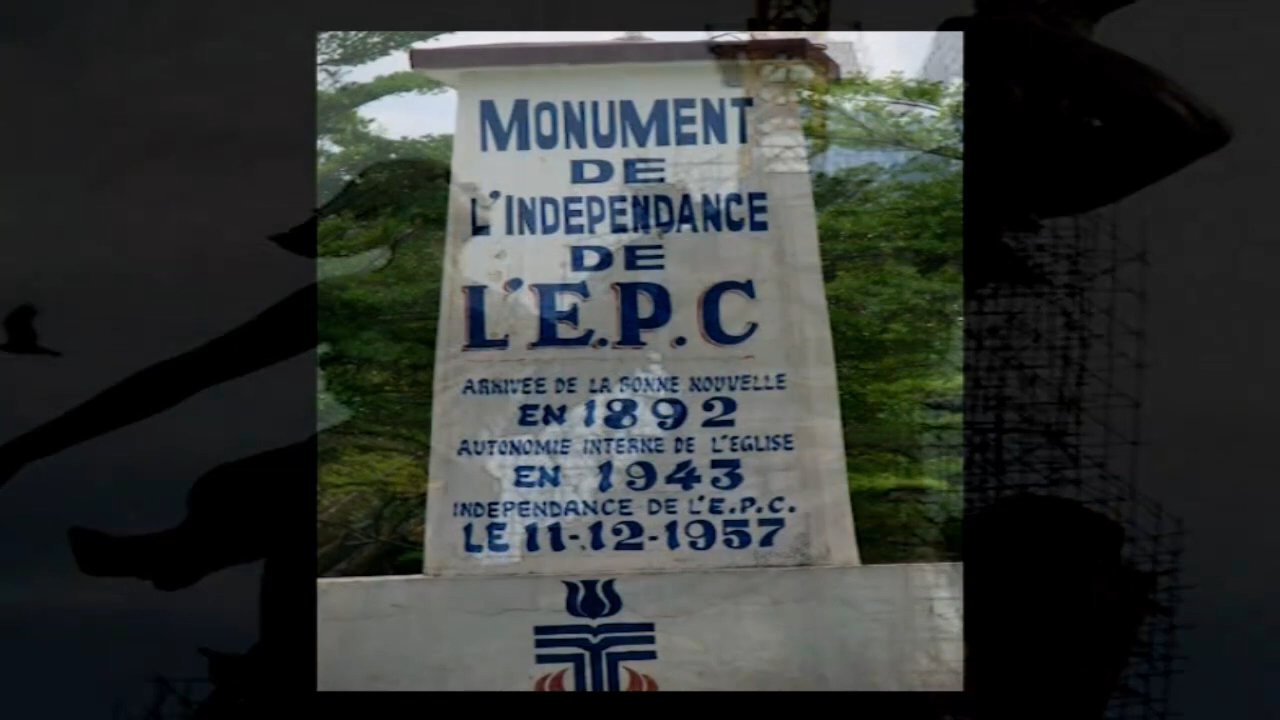 MONUMENT
DE
L'INDEPENDANCE
DE
L'E.P.C
ARRIVEE DE LA BONNE NOUVELLE
EN 1892
AUTONOMIE INTERNE DE L'EGLISE
EN 1943
INDEPENDANCE DE L'E.P.C.
LE 11-12-1957